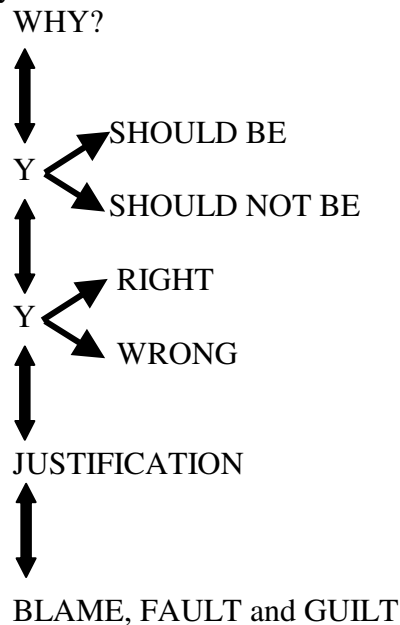 WHY?
SHOULD BE
Y
SHOULD NOT BE
RIGHT
Y
WRONG
JUSTIFICATION
BLAME, FAULT and GUILT